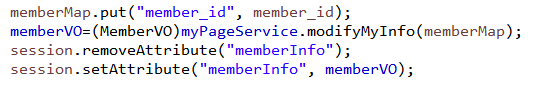 memberMap.put("member_id", member_id);
memberVO=(MemberVO)myPageService.modifyMyInfo(memberMap);
session.removeAttribute("memberInfo");
session.setAttribute("memberInfo", memberVO);